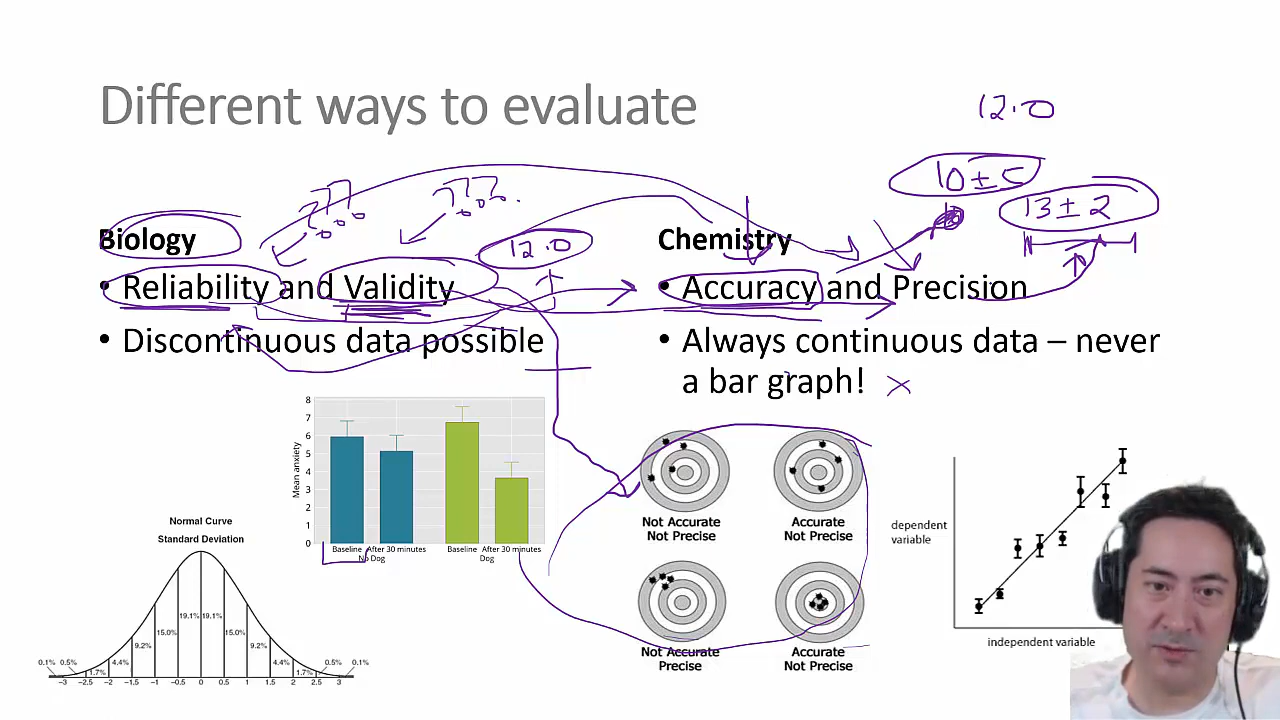 Different ways to evaluate
12.0
10 ± 5
13 ± 2
???
???
Biology
12.0
Chemistry
• Reliability and Validity
• Accuracy and Precision
• Discontinuous data possible
• Always continuous data – never
a bar graph!
Mean anxiety
8
7
6
5
4
3
2
1
0
Baseline After 30 minutes
No Dog
Baseline After 30 minutes
Dog
Normal Curve
Standard Deviation
0.1% 0.5% 1.7% 4.4% 9.2% 15.0% 19.1% 19.1% 15.0% 9.2% 4.4% 1.7% 0.5% 0.1%
−3 −2.5 −2 −1.5 −1 −0.5 0 0.5 1 1.5 2 2.5 3
Not Accurate
Not Precise
Accurate
Not Precise
Not Accurate
Precise
Accurate
Not Precise
dependent
variable
independent variable